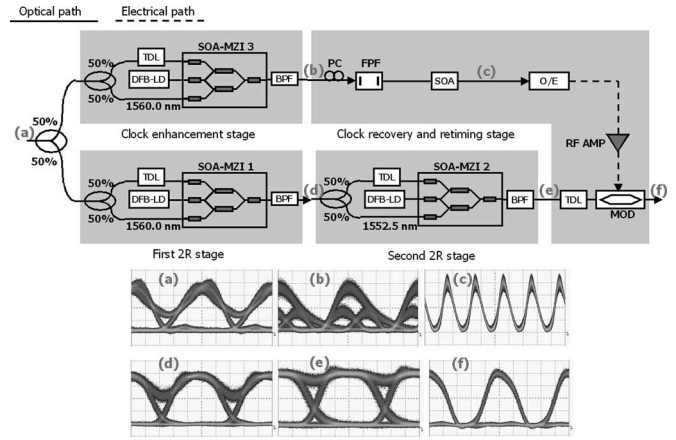 Optical path
Electrical path
SOA-MZI 3
TDL
50%
DFB-LD
50%
1560.0 nm
BPF
(b)
PC
FPF
SOA
(c)
O/E
50%
(a)
50%
Clock enhancement stage
Clock recovery and retiming stage
RF AMP
SOA-MZI 1
50%
TDL
DFB-LD
50%
1560.0 nm
BPF
(d)
SOA-MZI 2
50%
TDL
DFB-LD
50%
1552.5 nm
BPF
(e)
TDL
MOD
(f)
First 2R stage
Second 2R stage
(a)
(b)
(c)
(d)
(e)
(f)